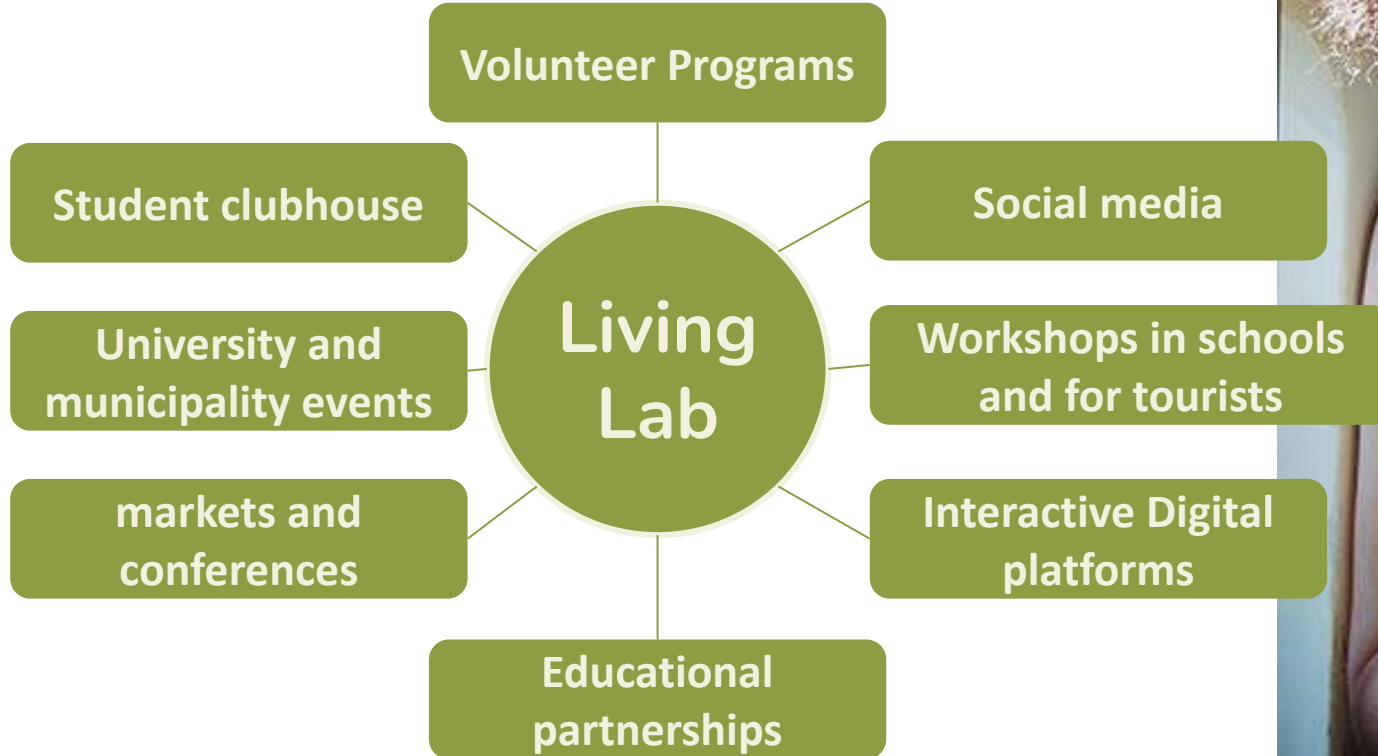 Volunteer Programs
Student clubhouse
Social media
University and
municipality events
Living
Lab
Workshops in schools
and for tourists
markets and
conferences
Interactive Digital
platforms
Educational
partnerships